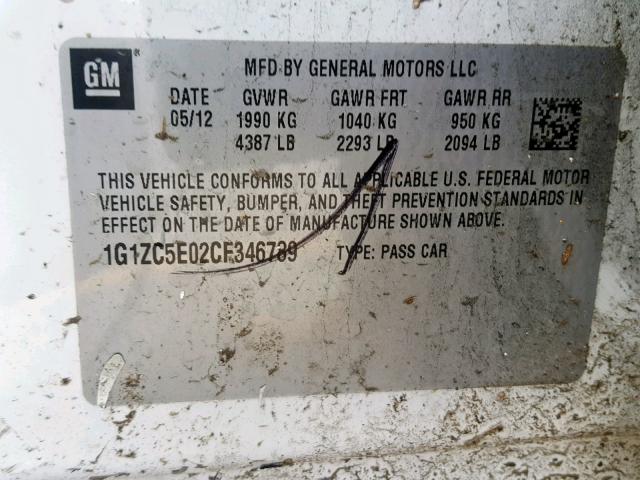 GM
MFD BY GENERAL MOTORS LLC
DATE GVWR GAWR FRT GAWR RR
05/12 1990 KG 1040 KG 950 KG
4387 LB 2293 LB 2094 LB
THIS VEHICLE CONFORMS TO ALL APPLICABLE U.S. FEDERAL MOTOR
VEHICLE SAFETY, BUMPER, AND THEFT PREVENTION STANDARDS IN
EFFECT ON THE DATE OF MANUFACTURE SHOWN ABOVE.
1G1ZC5E02CF346739 TYPE: PASS CAR